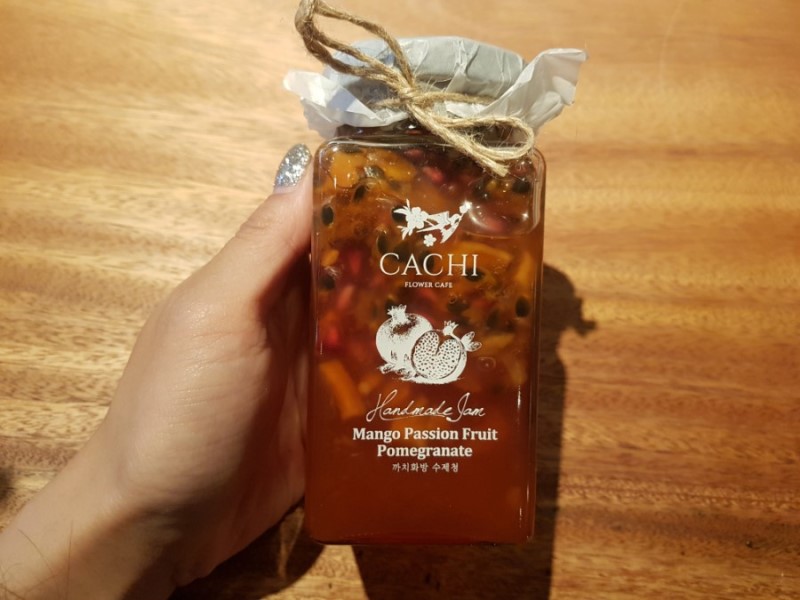 CACHI
FLOWER CAFE
Handmade Jam
Mango Passion Fruit
Pomegranate
까치화방 수제청